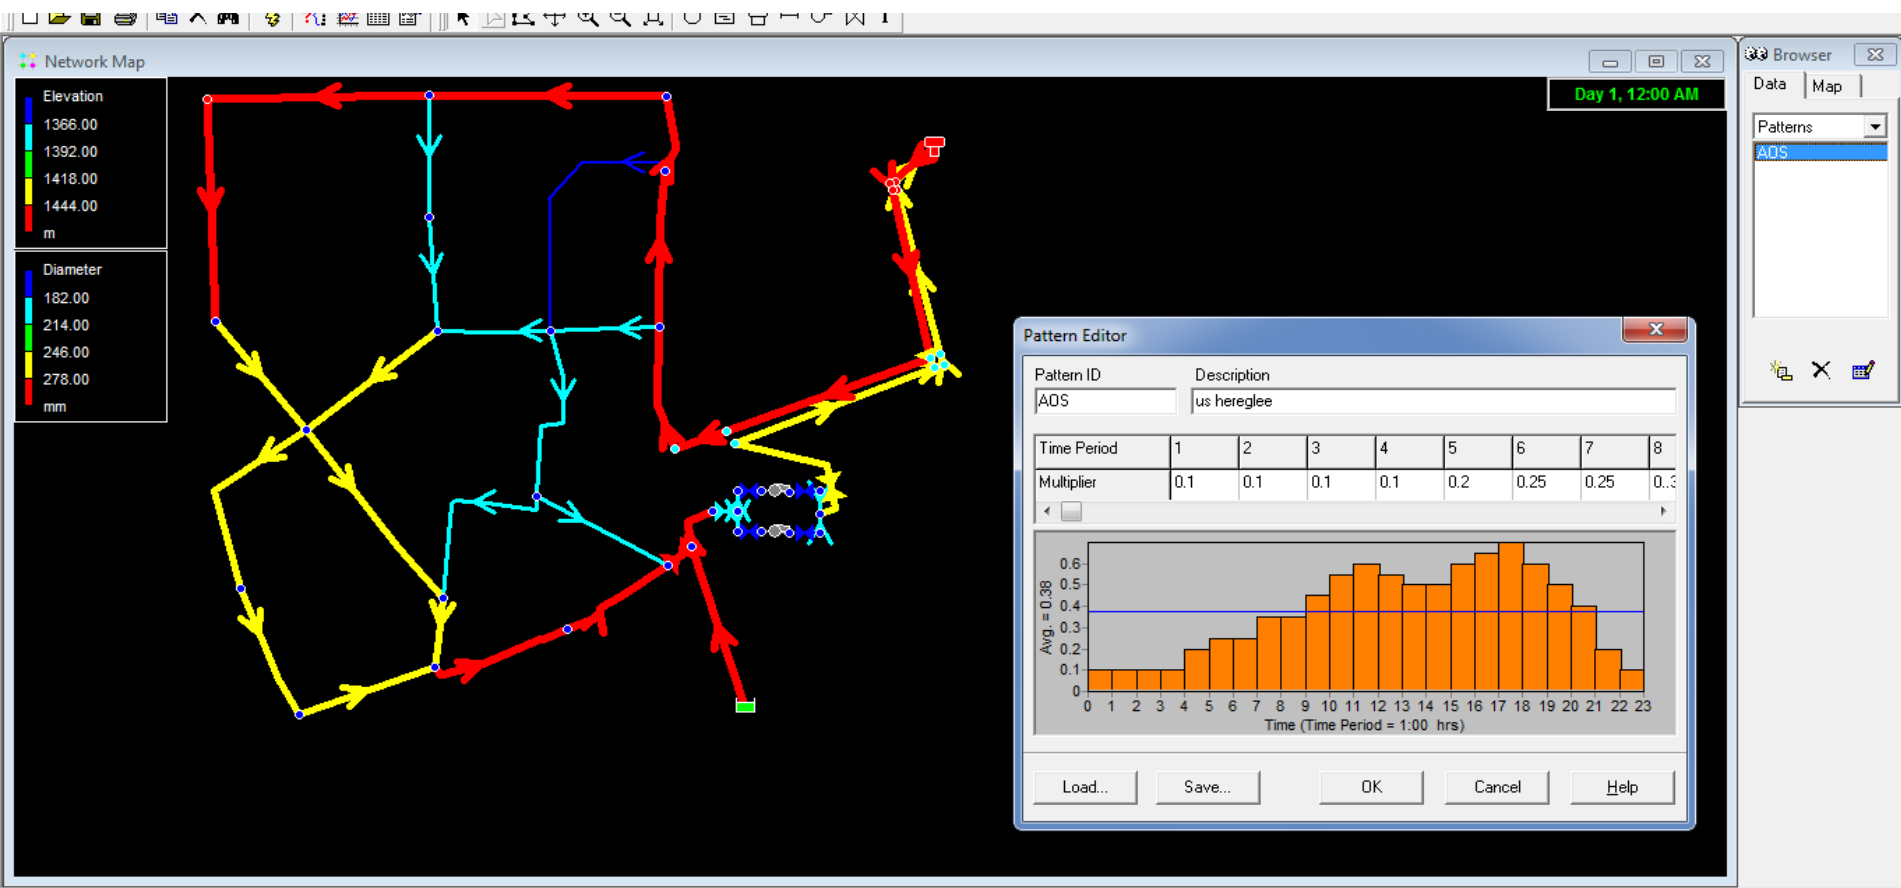 Network Map
Elevation
1366.00
1392.00
1418.00
1444.00
m
Diameter
182.00
214.00
246.00
278.00
mm
Day 1, 12:00 AM
Browser
Data Map
Patterns
AOS
Pattern Editor
Pattern ID Description
AOS us hereglee
Time Period 1 2 3 4 5 6 7 8
Multiplier 0.1 0.1 0.1 0.1 0.2 0.25 0.25
Avg. = 0.38
0.6
0.5
0.4
0.3
0.2
0.1
0
0 1 2 3 4 5 6 7 8 9 10 11 12 13 14 15 16 17 18 19 20 21 22 23
Time (Time Period = 1:00 hrs)
Load... Save... OK Cancel Help